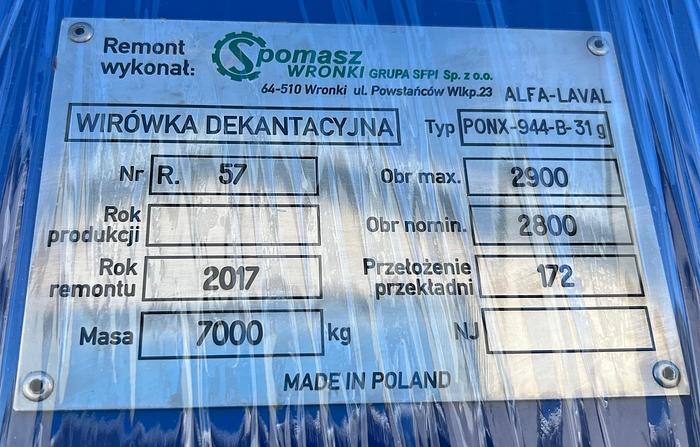 Remont wykonał:
Spomasz
WRONKI GRUPA SFPI Sp. z o.o.
64-510 Wronki ul. Powstańców Wlkp.23
ALFA-LAVAL
WIRÓWKA DEKANTACYJNA
Typ PONX-944-B-31g
Nr R. 57
Obr max. 2900
Rok produkcji
Obr nomin. 2800
Rok remontu 2017
Przełożenie przekładni 172
Masa 7000 kg
NJ
MADE IN POLAND